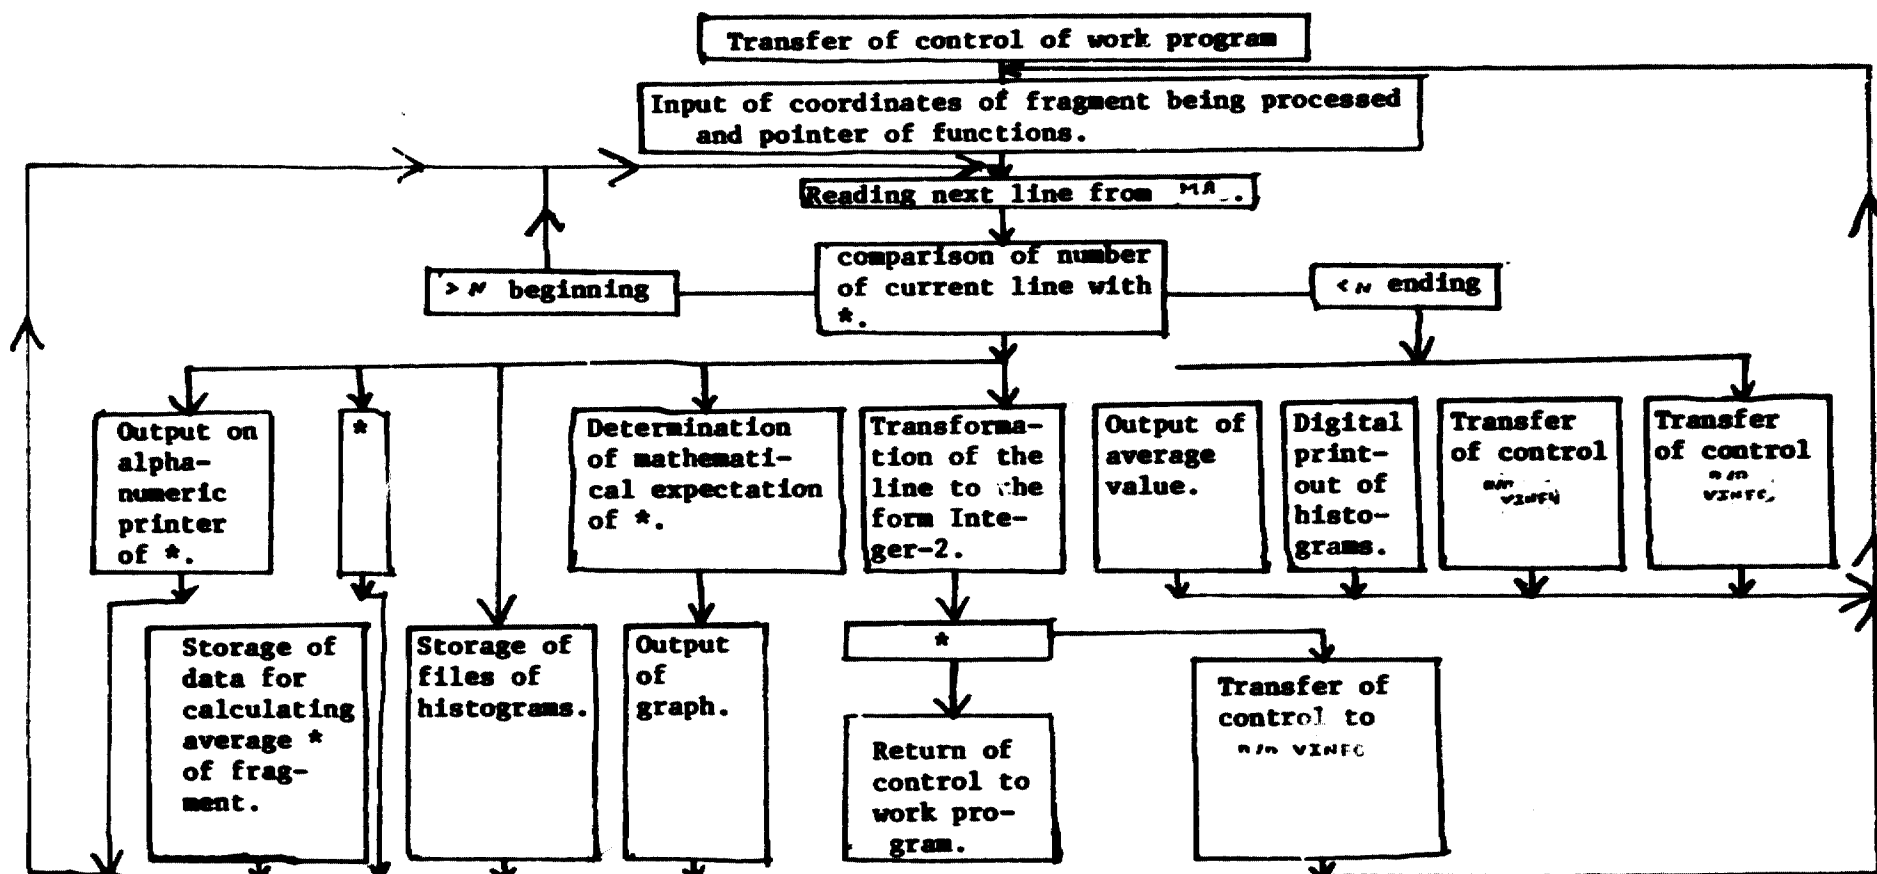 Transfer of control of work program
Input of coordinates of fragment being processed
and pointer of functions.
Reading next line from MA.
comparison of number
of current line with
*.
> N beginning
< N ending
Output on
alpha-
numeric
printer
of *.
*
Determination
of mathemati-
cal expectation
of *.
Transforma-
tion of the
line to the
form Inte-
ger-2.
Output of
average
value.
Digital
print-
out of
histo-
grams.
Transfer
of control
Transfer
of control
Storage of
data for
calculating
average *
of frag-
ment.
Storage of
files of
histograms.
Output
of
graph.
*
Return of
control to
work pro-
gram.
Transfer of
control to
VINFC